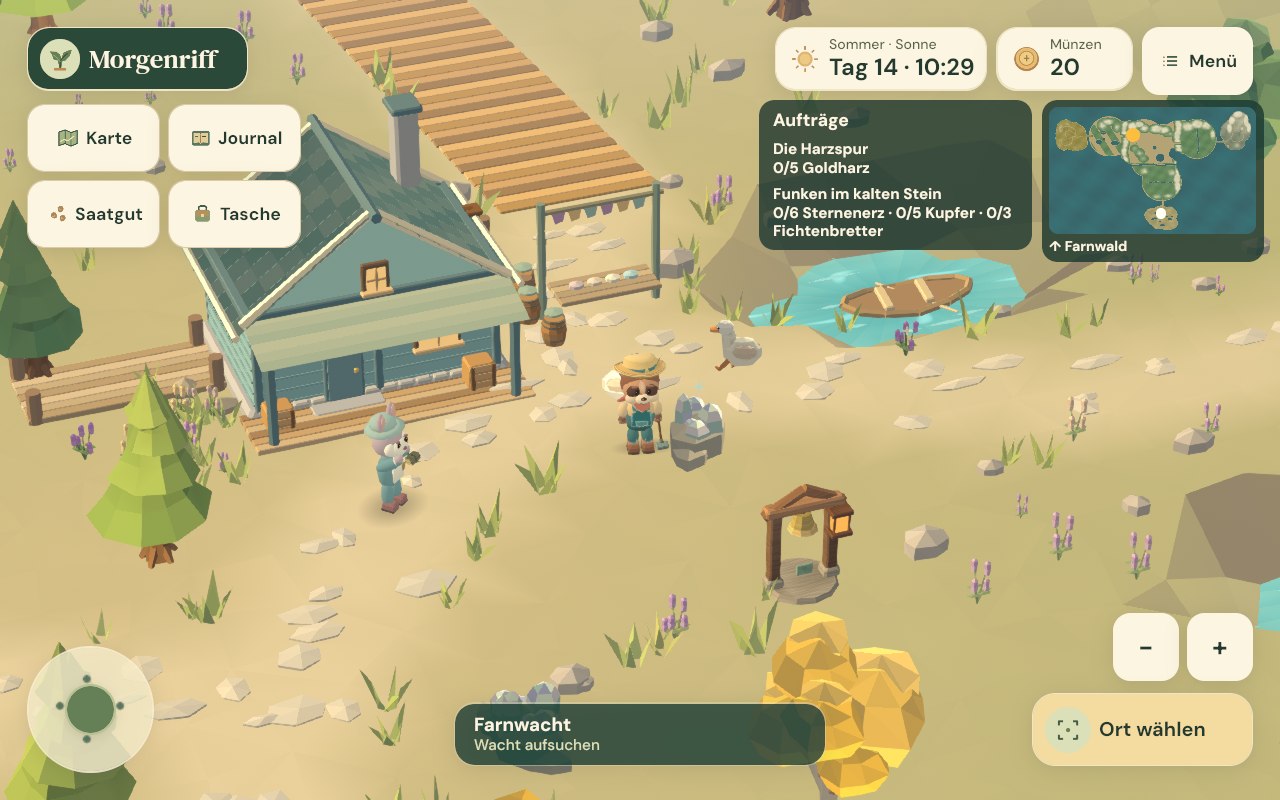 Morgenriff
Sommer · Sonne
Tag 14 · 10:29
Münzen
20
Menü
Karte
Journal
Saatgut
Tasche
Aufträge
Die Harzspur
0/5 Goldharz
Funken im kalten Stein
0/6 Sternenerz · 0/5 Kupfer · 0/3
Fichtenbretter
↑ Farnwald
−
+
Farnwacht
Wacht aufsuchen
Ort wählen